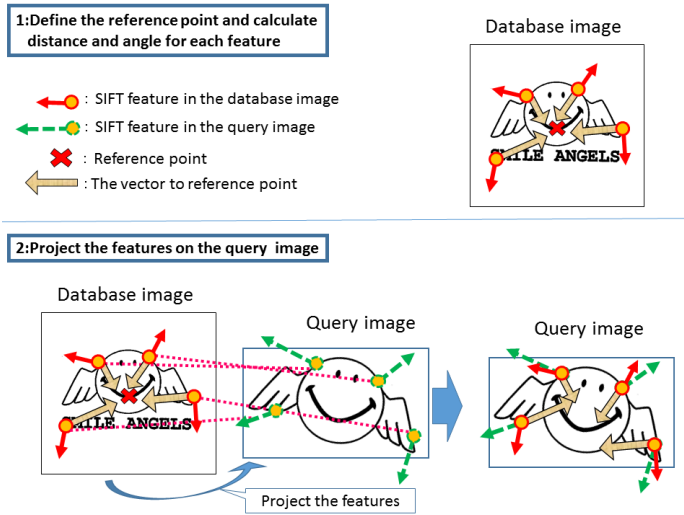 1:Define the reference point and calculate
distance and angle for each feature
Database image
: SIFT feature in the database image
: SIFT feature in the query image
: Reference point
: The vector to reference point
SMILE ANGELS
2:Project the features on the query image
Database image
Query image
Query image
SMILE ANGELS
Project the features